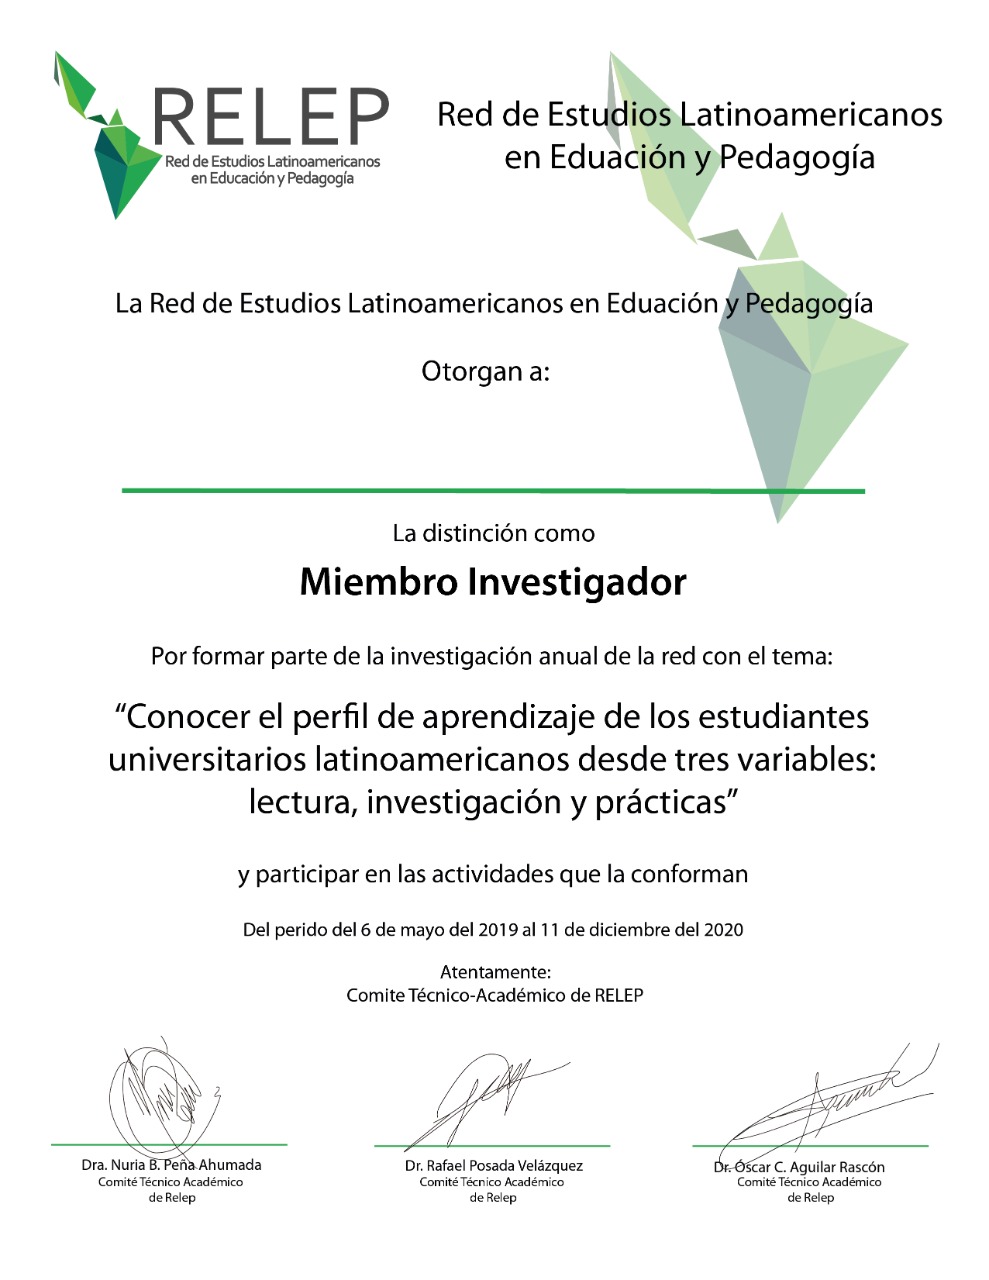 RELEP
Red de Estudios Latinoamericanos
en Educación y Pedagogía
Red de Estudios Latinoamericanos
en Eduación y Pedagogía
La Red de Estudios Latinoamericanos en Eduación y Pedagogía
Otorgan a:
La distinción como
Miembro Investigador
Por formar parte de la investigación anual de la red con el tema:
“Conocer el perfil de aprendizaje de los estudiantes
universitarios latinoamericanos desde tres variables:
lectura, investigación y prácticas”
y participar en las actividades que la conforman
Del perido del 6 de mayo del 2019 al 11 de diciembre del 2020
Atentamente:
Comite Técnico-Académico de RELEP
Dra. Nuria B. Peña Ahumada
Comité Técnico Académico
de Relep
Dr. Rafael Posada Velázquez
Comité Técnico Académico
de Relep
Dr. Óscar C. Aguilar Rascón
Comité Técnico Académico
de Relep